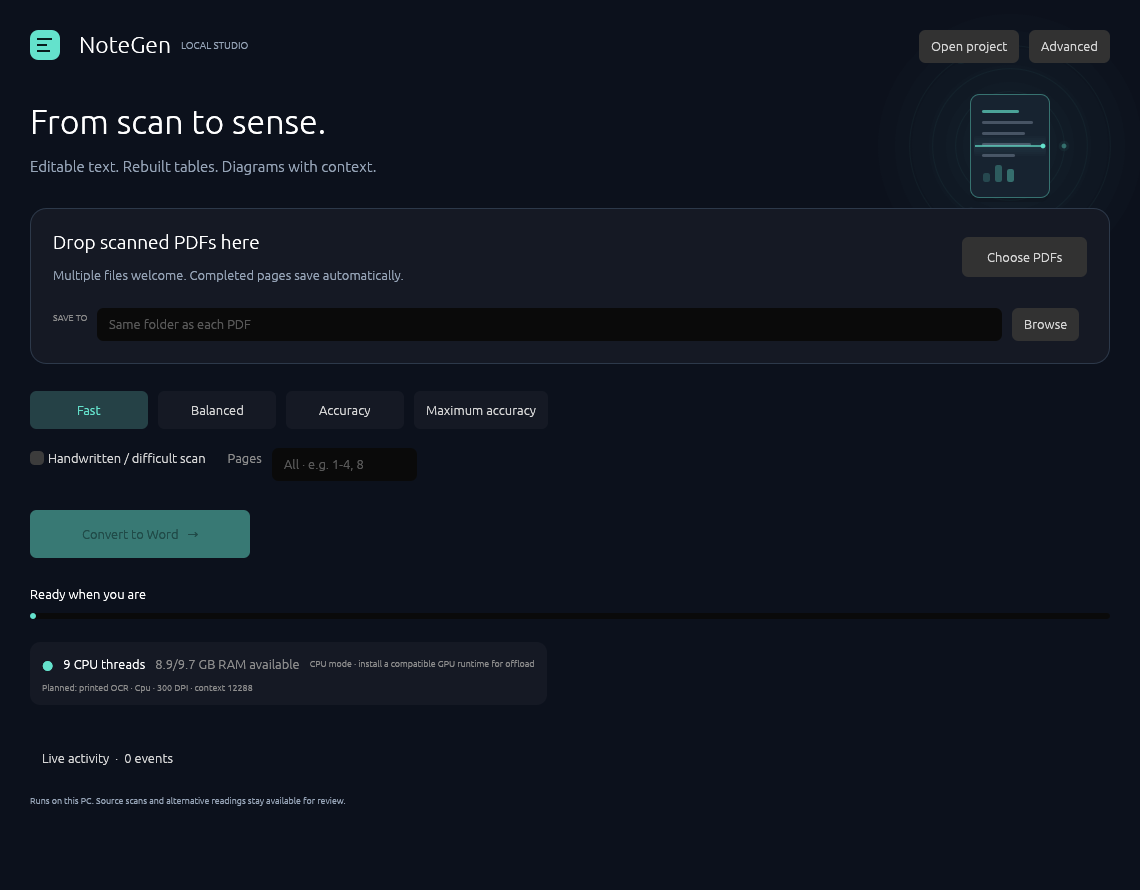 NoteGen LOCAL STUDIO
Open project
Advanced
From scan to sense.
Editable text. Rebuilt tables. Diagrams with context.
Drop scanned PDFs here
Choose PDFs
Multiple files welcome. Completed pages save automatically.
SAVE TO
Same folder as each PDF
Browse
Fast
Balanced
Accuracy
Maximum accuracy
Handwritten / difficult scan
Pages
All · e.g. 1-4, 8
Convert to Word →
Ready when you are
9 CPU threads 8.9/9.7 GB RAM available CPU mode · install a compatible GPU runtime for offload
Planned: printed OCR · Cpu · 300 DPI · context 12288
Live activity · 0 events
Runs on this PC. Source scans and alternative readings stay available for review.